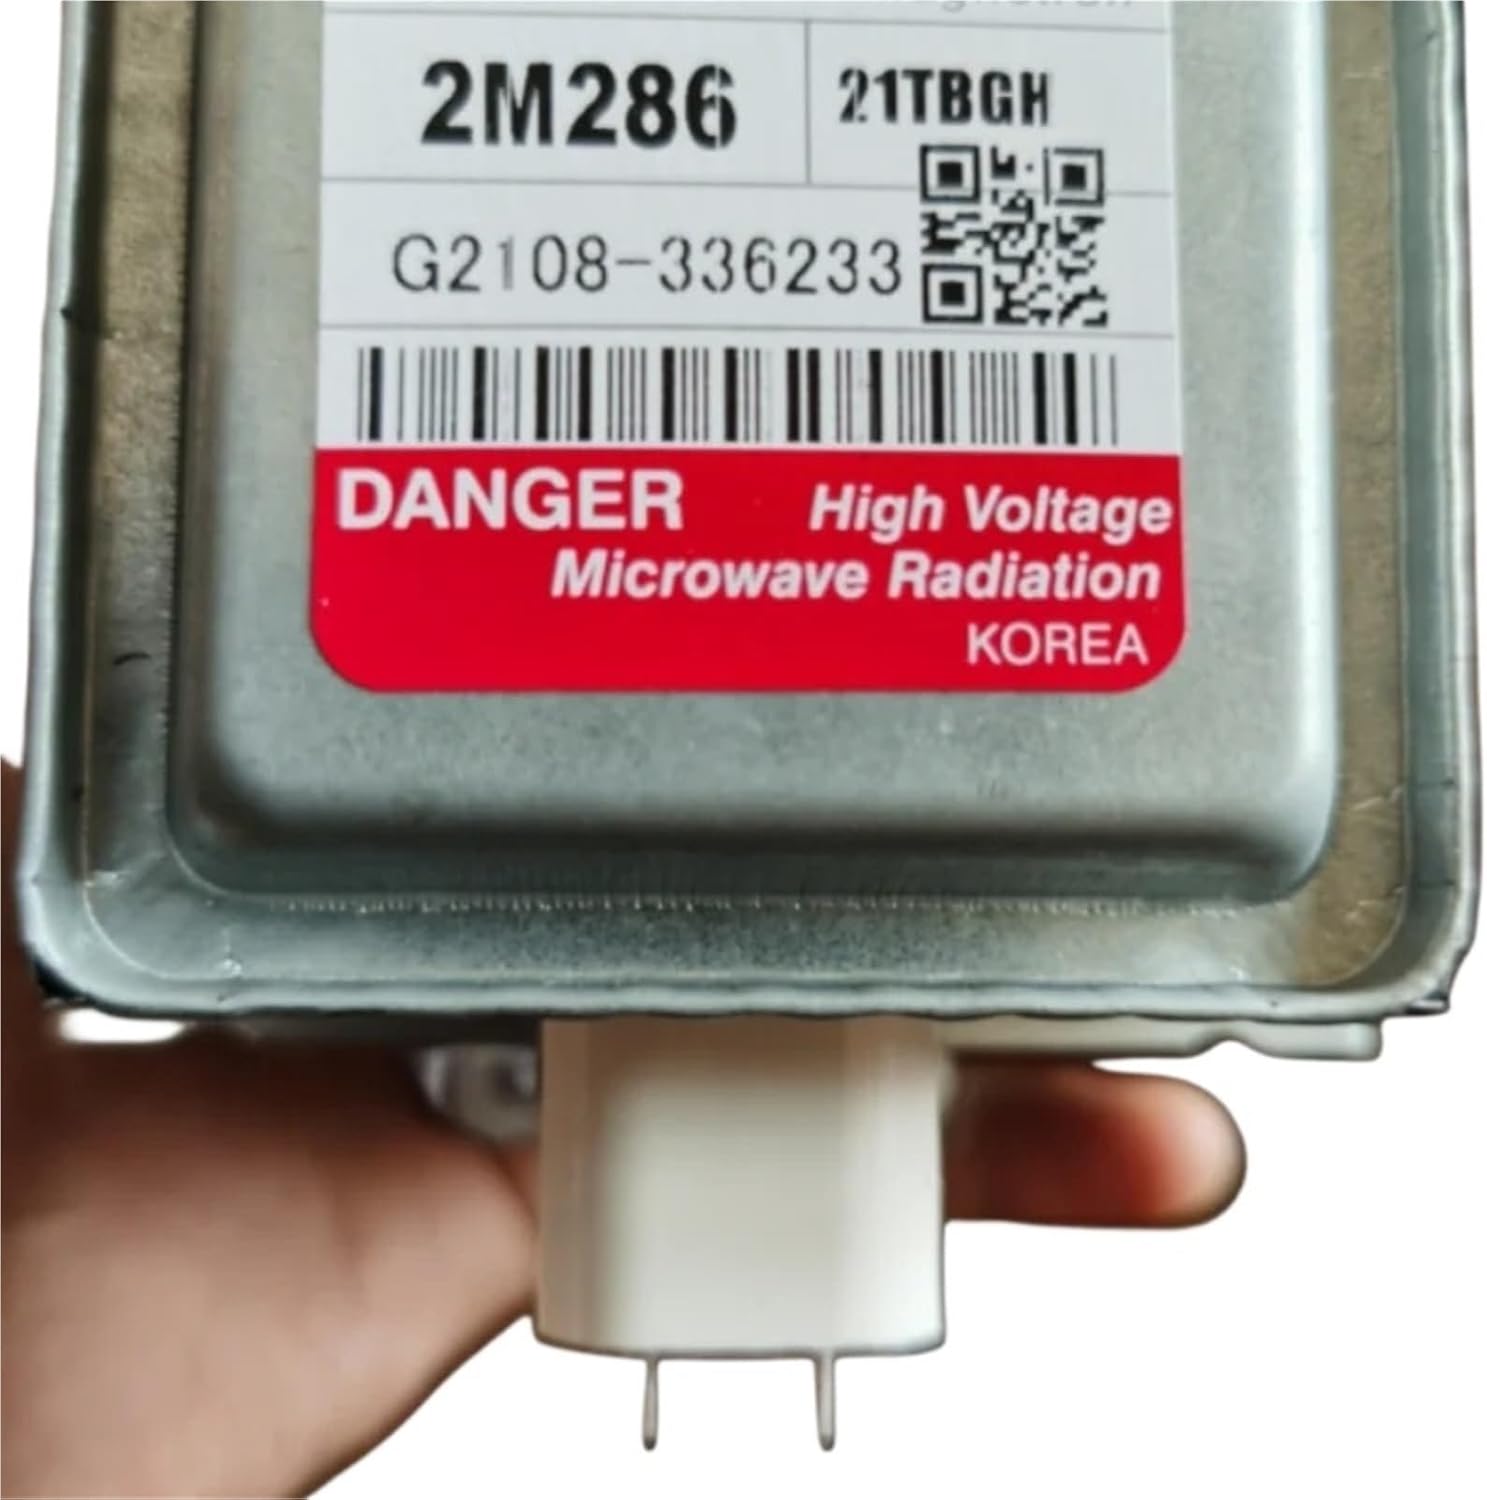 2M286
21TBGH
G2108-336233
DANGER High Voltage
Microwave Radiation
KOREA